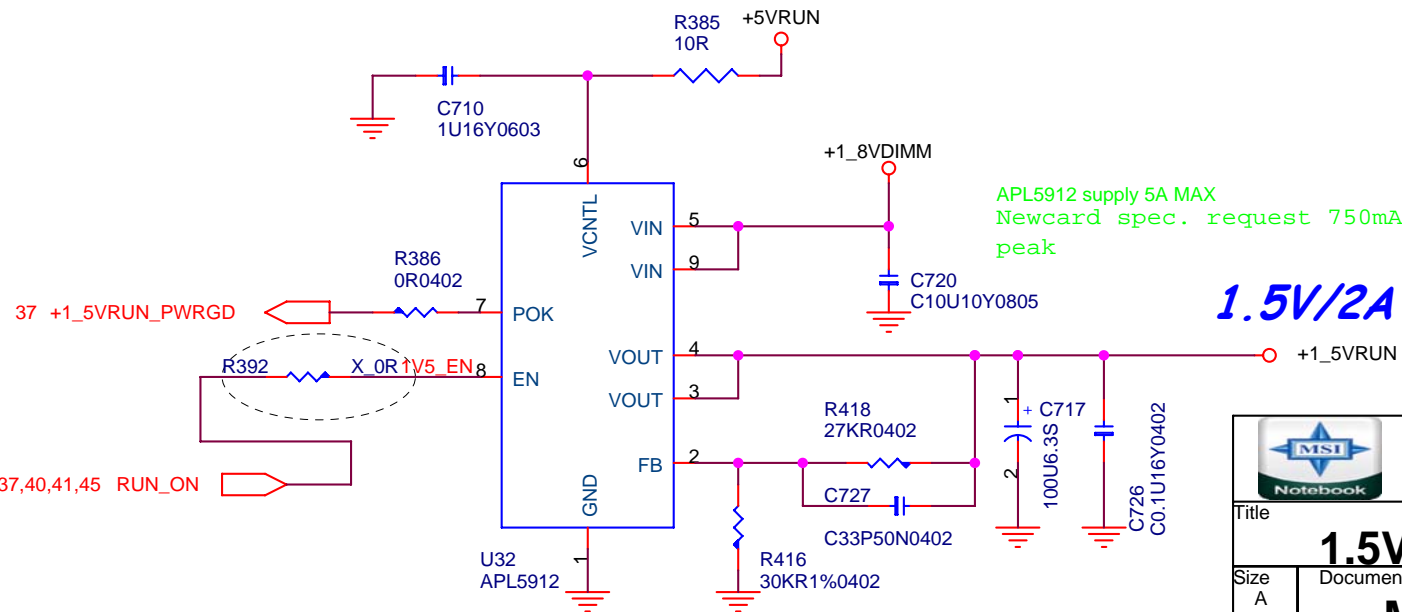 R385
10R
+5VRUN
C710
1U16Y0603
6
+1_8VDIMM
APL5912 supply 5A MAX
Newcard spec. request 750mA
peak
VCNTL
VIN
5
VIN
9
R386
0R0402
C720
C10U10Y0805
37 +1_5VRUN_PWRGD
7
POK
1.5V/2A
VOUT
4
+1_5VRUN
R392
X_0R
1V5_EN
8
EN
VOUT
3
R418
27KR0402
1
+ C717
100U6.3S
2
C726
C0.1U16Y0402
MSI
Notebook
FB
2
37,40,41,45 RUN_ON
GND
C727
C33P50N0402
Title
1.5V
U32
APL5912
1
R416
30KR1%0402
Size
A